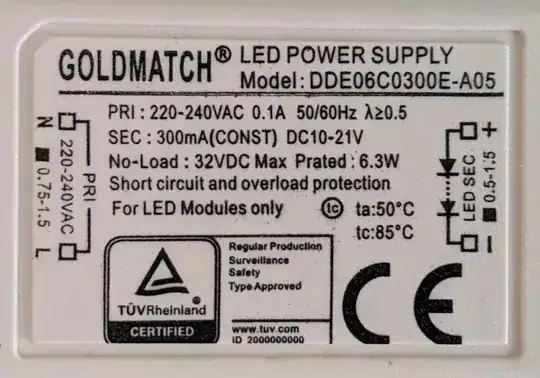 GOLDMATCH® LED POWER SUPPLY
Model: DDE06C0300E-A05
PRI : 220-240VAC 0.1A 50/60Hz λ≥0.5
SEC : 300mA(CONST) DC10-21V
No-Load : 32VDC Max Prated : 6.3W
Short circuit and overload protection
For LED Modules only tc ta:50°C
tc:85°C
N
L
0.75-1.5
220-240VAC
PRI
+
−
LED SEC
0.5-1.5
TÜVRheinland
CERTIFIED
Regular Production
Surveillance
Safety
Type Approved
www.tuv.com
ID 2000000000
CE